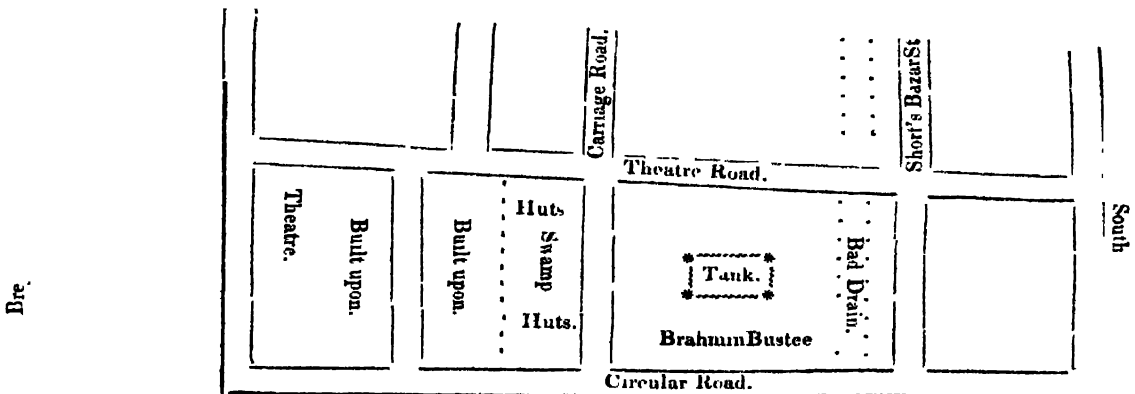 Carriage Road.
Short's Bazar St
Theatre Road.
Theatre.
Built upon.
Built upon.
Huts
Swamp
Huts.
Tank.
Bad Drain.
Brahmin Bustee
Circular Road.
South